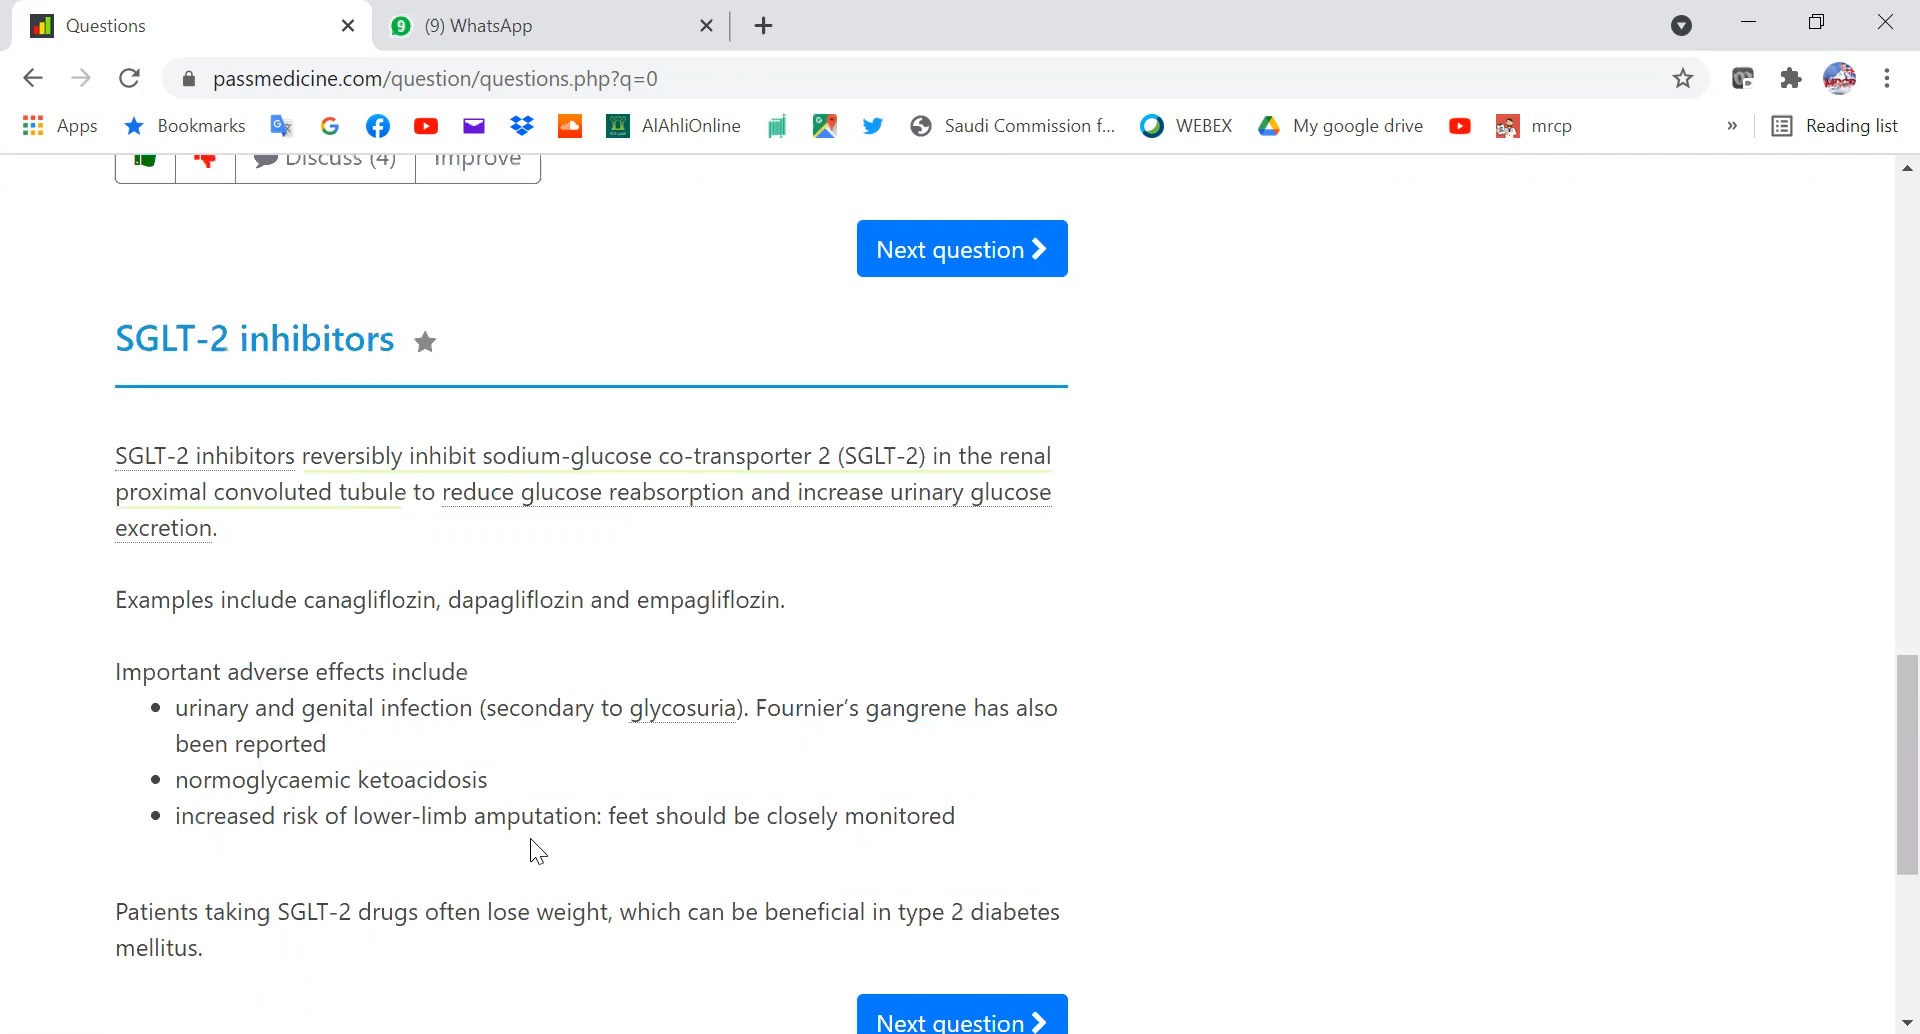 Questions
9 (9) WhatsApp
passmedicine.com/question/questions.php?q=0
Apps Bookmarks AlAhliOnline Saudi Commission f... WEBEX My google drive mrcp » Reading list
Discuss (4) Improve
Next question
SGLT-2 inhibitors
SGLT-2 inhibitors reversibly inhibit sodium-glucose co-transporter 2 (SGLT-2) in the renal
proximal convoluted tubule to reduce glucose reabsorption and increase urinary glucose
excretion.
Examples include canagliflozin, dapagliflozin and empagliflozin.
Important adverse effects include
• urinary and genital infection (secondary to glycosuria). Fournier's gangrene has also
been reported
• normoglycaemic ketoacidosis
• increased risk of lower-limb amputation: feet should be closely monitored
Patients taking SGLT-2 drugs often lose weight, which can be beneficial in type 2 diabetes
mellitus.
Next question